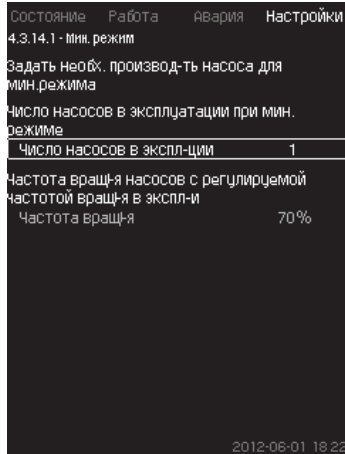 Состояние Работа Авария Настройки
4.3.14.1 - Мин. режим
Задать необх. производ-ть насоса для
мин.режима
Число насосов в эксплуатации при мин.
режиме
Число насосов в экспл-ции 1
Частота вращ-я насосов с регулируемой
частотой вращ-я в экспл-и
Частота вращ-я 70%
2012-06-01 18:22